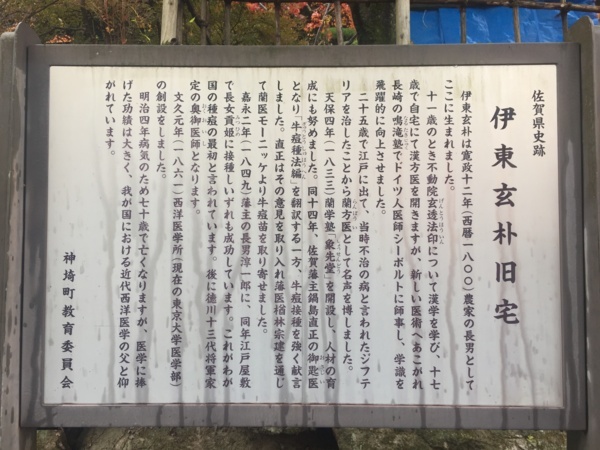 佐賀県史跡
伊東玄朴旧宅
伊東玄朴は寛政十二年(西暦一八〇〇)農家の長男として
ここに生まれました。
十一歳のとき不動院玄透法印について漢学を学び、十七
歳で自宅にて漢方医を開きますが、新しい医術へあこがれ
長崎の鳴滝塾でドイツ人医師シーボルトに師事し、学識を
飛躍的に向上させました。
二十五歳で江戸に出て、当時不治の病と言われたジフテ
リアを治したことから蘭方医として名声を博しました。
天保四年(一八三三)蘭学塾「象先堂」を開設し、人材の育
成にも努めました。同十四年、佐賀藩主鍋島直正の御匙医
となり「牛痘種法編」を翻訳する一方、牛痘接種を強く献言
しました。直正はその意見を取り入れ藩医楢林宗建を通じ
て蘭医モーニッケより牛痘苗を取り寄せました。
嘉永二年(一八四九)藩主の長男淳一郎に、同年江戸屋敷
で長女貢姫に接種しいずれも成功しています。これがわが
国の種痘の最初と言われています。後に徳川十三代将軍家
定の奥御医師となります。
文久元年(一八六一)西洋医学所(現在の東京大学医学部)
の創設をしました。
明治四年病気のため七十歳で亡くなりますが、医学に捧
げた功績は大きく、我が国における近代西洋医学の父と仰
がれています。
神埼町教育委員会